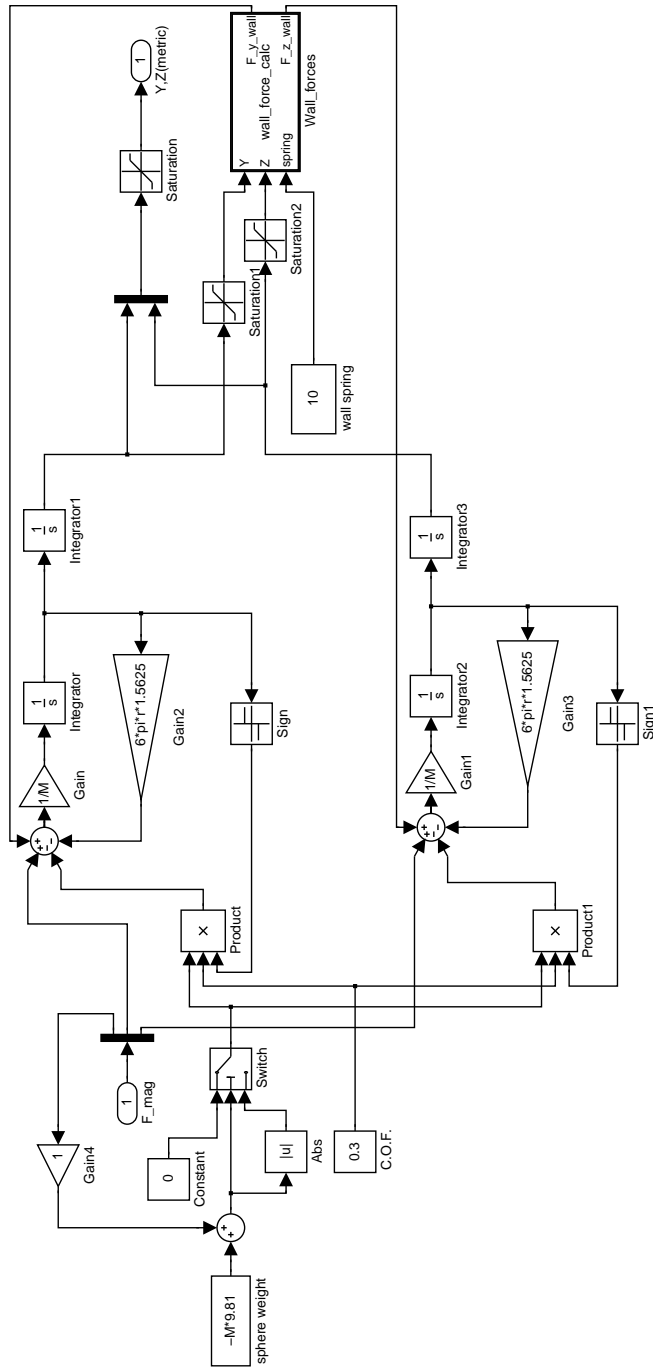 −M*9.81
sphere weight
1
Gain4
+
+
0
Constant
|u|
Abs
Switch
1
F_mag
0.3
C.O.F.
×
Product
×
Product1
+
+
−
−
1/M
Gain
1
s
Integrator
6*pi*r*1.5625
Gain2
Sign
1
s
Integrator1
+
+
−
−
1/M
Gain1
1
s
Integrator2
6*pi*r*1.5625
Gain3
Sign1
1
s
Integrator3
10
wall spring
Saturation1
Saturation2
Saturation
1
Y,Z(metric)
Y
Z
spring
wall_force_calc
F_y_wall
F_z_wall
Wall_forces